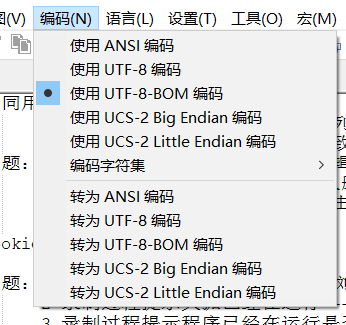 编码(N) 语言(L) 设置(T) 工具(O) 宏(M)
使用 ANSI 编码
使用 UTF-8 编码
使用 UTF-8-BOM 编码
使用 UCS-2 Big Endian 编码
使用 UCS-2 Little Endian 编码
编码字符集
转为 ANSI 编码
转为 UTF-8 编码
转为 UTF-8-BOM 编码
转为 UCS-2 Big Endian 编码
转为 UCS-2 Little Endian 编码
同用
题:
题:
3 录制过程提示程序已经在运行是否